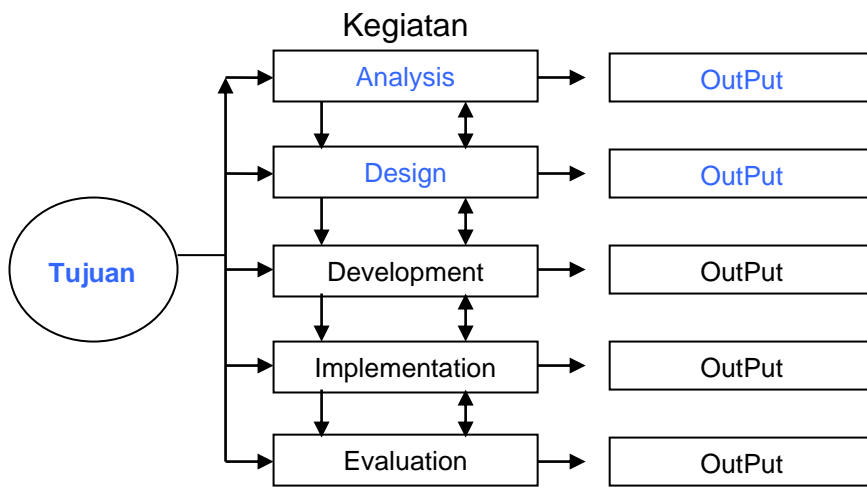 Kegiatan
Analysis
OutPut
Design
OutPut
Tujuan
Development
OutPut
Implementation
OutPut
Evaluation
OutPut